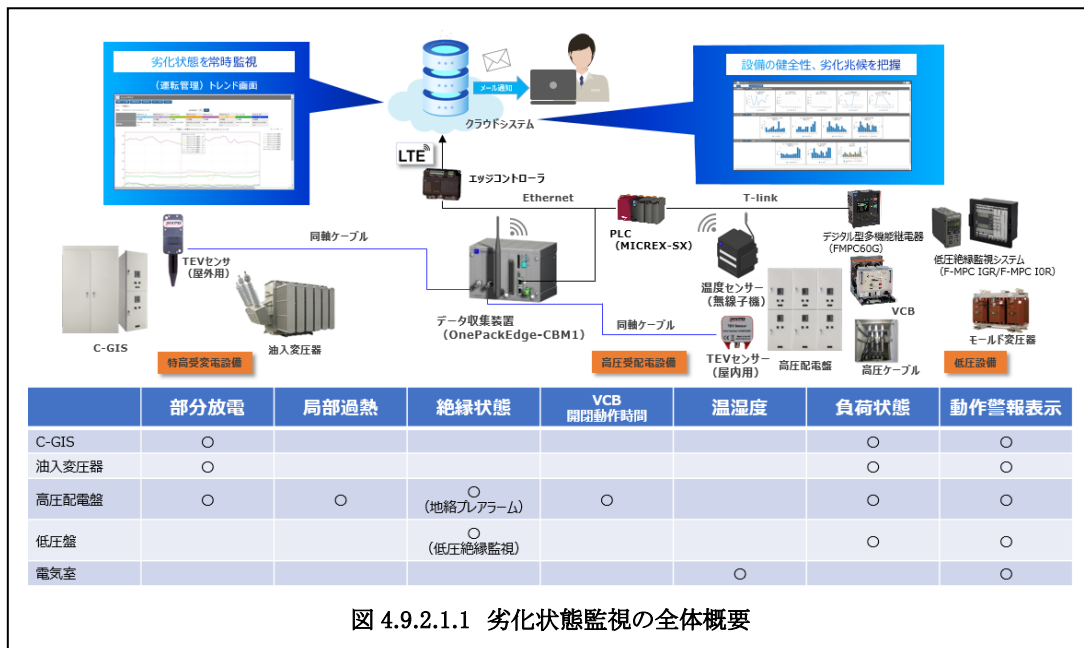 劣化状態を常時監視
(運転管理)トレンド画面
メール通知
クラウドシステム
設備の健全性、劣化兆候を把握
LTE
エッジコントローラ
Ethernet
T-link
PLC
(MICREX-SX)
デジタル型多機能継電器
(FMPC60G)
低圧絶縁監視システム
(F-MPC IGR/F-MPC IOR)
TEVセンサ
(屋外用)
同軸ケーブル
温度センサー
(無線子機)
VCB
データ収集装置
(OnePackEdge-CBM1)
同軸ケーブル
C-GIS
特高受変電設備
油入変圧器
高圧受配電設備
TEVセンサー
(屋内用)
高圧配電盤
高圧ケーブル
モールド変圧器
低圧設備
部分放電 局部過熱 絶縁状態 VCB 開閉動作時間 温湿度 負荷状態 動作警報表示
C-GIS ○ ○ ○
油入変圧器 ○ ○ ○
高圧配電盤 ○ ○ ○ (地絡プレアラーム) ○ ○ ○
低圧盤 ○ (低圧絶縁監視) ○ ○
電気室 ○ ○
図 4.9.2.1.1 劣化状態監視の全体概要